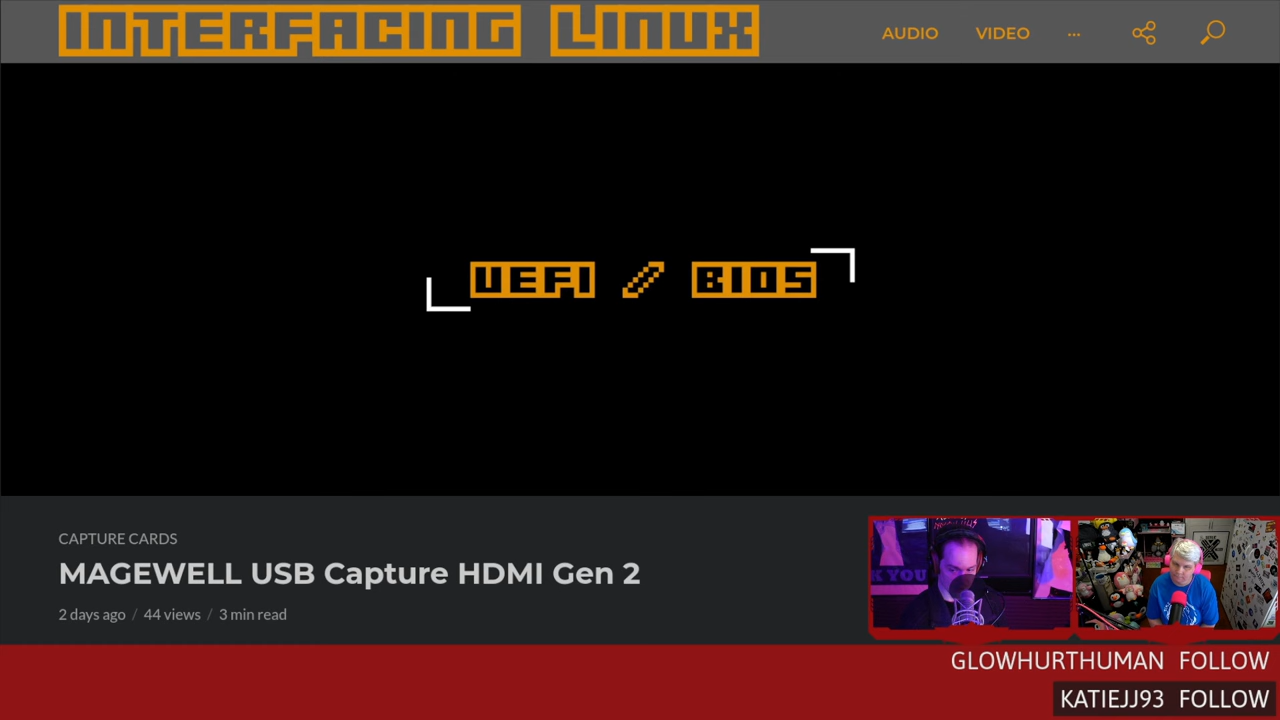 INTERFACING LINUX
AUDIO VIDEO ...
UEFI // BIOS
CAPTURE CARDS
MAGEWELL USB Capture HDMI Gen 2
2 days ago / 44 views / 3 min read
K YOU
GLOWHURTHUMAN FOLLOW
KATIEJJ93 FOLLOW